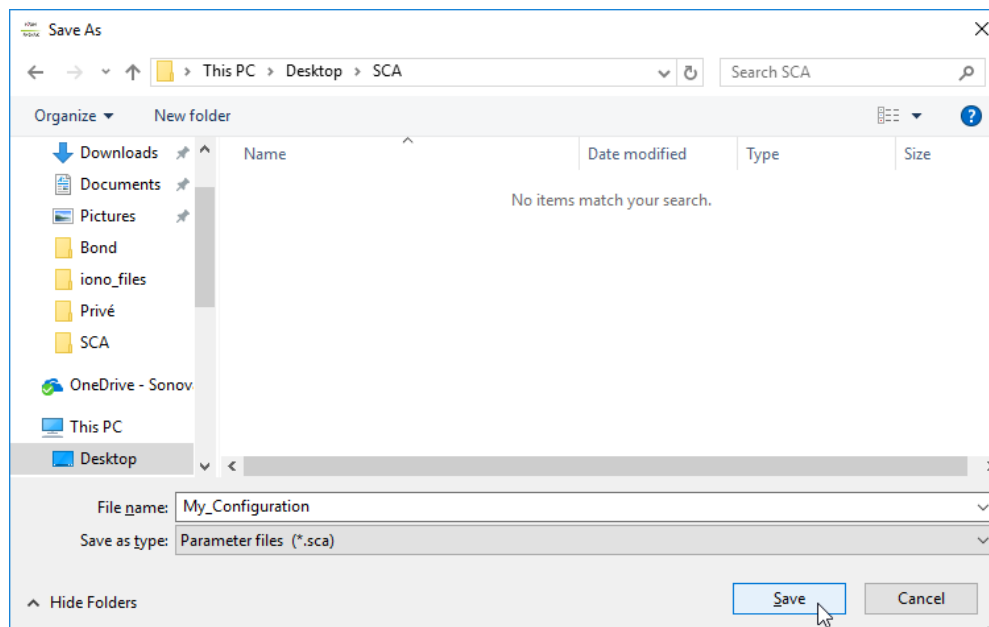 Save As
This PC > Desktop > SCA
Search SCA
Organize
New folder
?
Name
Date modified
Type
Size
No items match your search.
Downloads
Documents
Pictures
Bond
iono_files
Privé
SCA
OneDrive - Sonov
This PC
Desktop
File name: My_Configuration
Save as type: Parameter files (*.sca)
Hide Folders
Save
Cancel